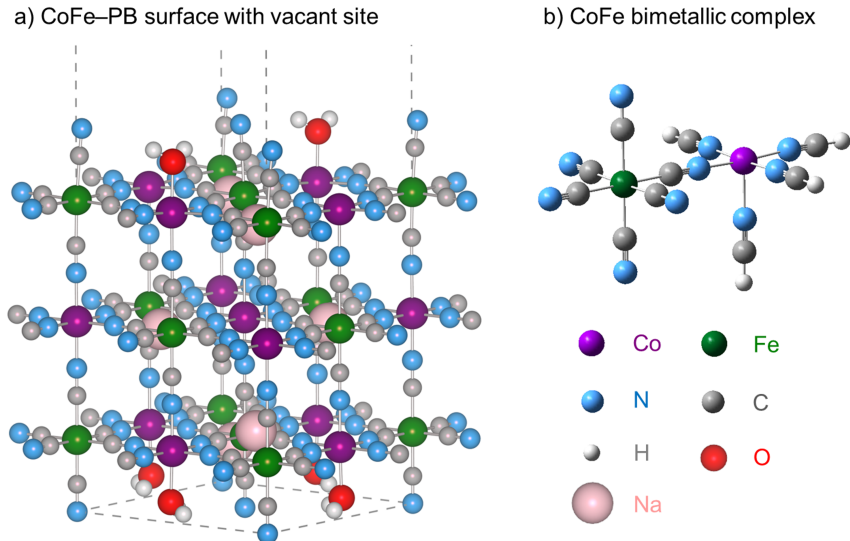 a) CoFe–PB surface with vacant site
b) CoFe bimetallic complex
Co
Fe
N
C
H
O
Na